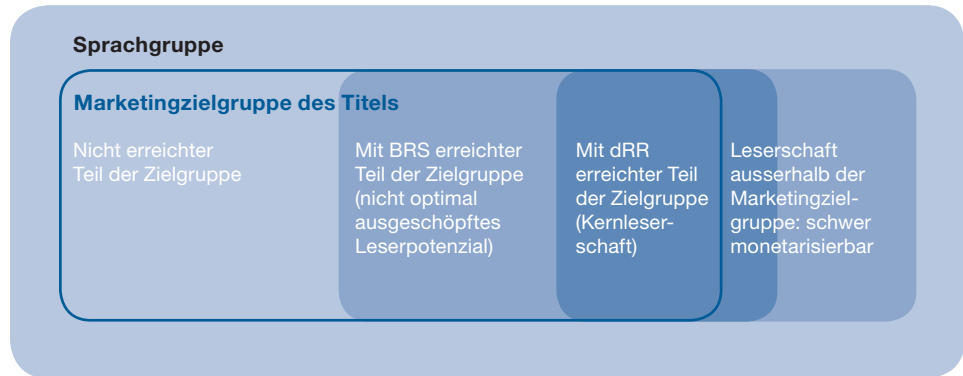 Sprachgruppe
Marketingzielgruppe des Titels
Nicht erreichter
Teil der Zielgruppe
Mit BRS erreichter
Teil der Zielgruppe
(nicht optimal
ausgeschöpftes
Leserpotenzial)
Mit dRR
erreichter Teil
der Zielgruppe
(Kernleser-
schaft)
Leserschaft
ausserhalb der
Marketingziel-
gruppe: schwer
monetarisierbar